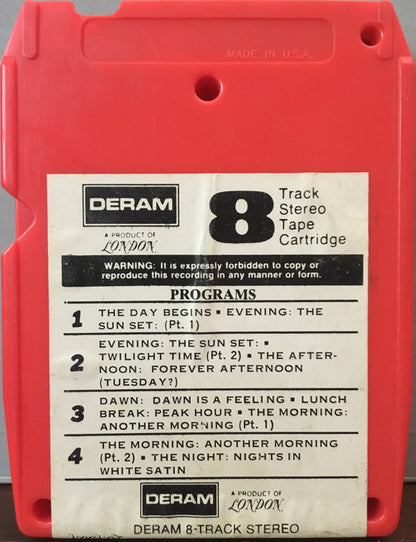 MADE IN U.S.A.
DERAM
A PRODUCT OF
LONDON
8 Track
Stereo
Tape
Cartridge
WARNING: It is expressly forbidden to copy or
reproduce this recording in any manner or form.
PROGRAMS
1 THE DAY BEGINS ▪ EVENING: THE
SUN SET: (Pt. 1)
2 EVENING: THE SUN SET: ▪
TWILIGHT TIME (Pt. 2) ▪ THE AFTER-
NOON: FOREVER AFTERNOON
(TUESDAY?)
3 DAWN: DAWN IS A FEELING ▪ LUNCH
BREAK: PEAK HOUR ▪ THE MORNING:
ANOTHER MORNING (Pt. 1)
4 THE MORNING: ANOTHER MORNING
(Pt. 2) ▪ THE NIGHT: NIGHTS IN
WHITE SATIN
DERAM
A PRODUCT OF
LONDON
DERAM 8-TRACK STEREO